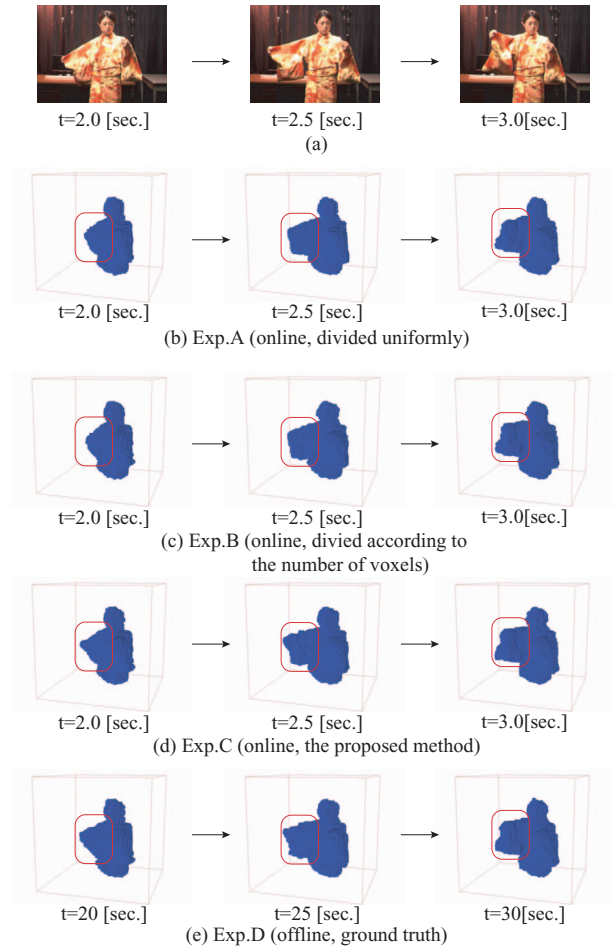 t=2.0 [sec.] t=2.5 [sec.] t=3.0 [sec.]
(a)
t=2.0 [sec.] t=2.5 [sec.] t=3.0[sec.]
(b) Exp.A (online, divided uniformly)
t=2.0 [sec.] t=2.5 [sec.] t=3.0[sec.]
(c) Exp.B (online, divied according to
the number of voxels)
t=2.0 [sec.] t=2.5 [sec.] t=3.0[sec.]
(d) Exp.C (online, the proposed method)
t=20 [sec.] t=25 [sec.] t=30[sec.]
(e) Exp.D (offline, ground truth)